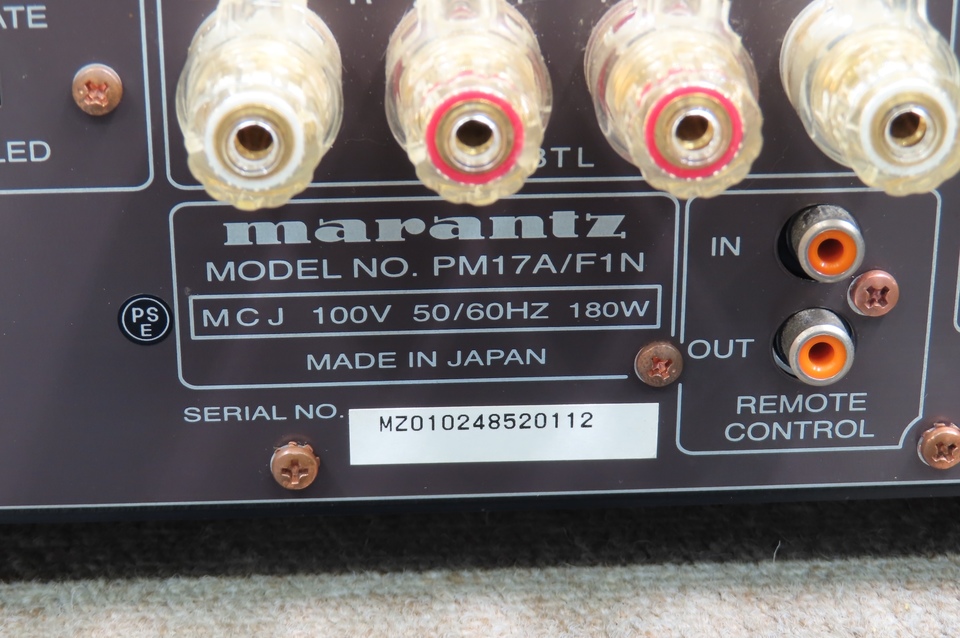 ATE
LED
BTL
marantz
MODEL NO. PM17A/F1N
MCJ 100V 50/60HZ 180W
MADE IN JAPAN
PS
E
SERIAL NO.
MZ010248520112
IN
OUT
REMOTE
CONTROL